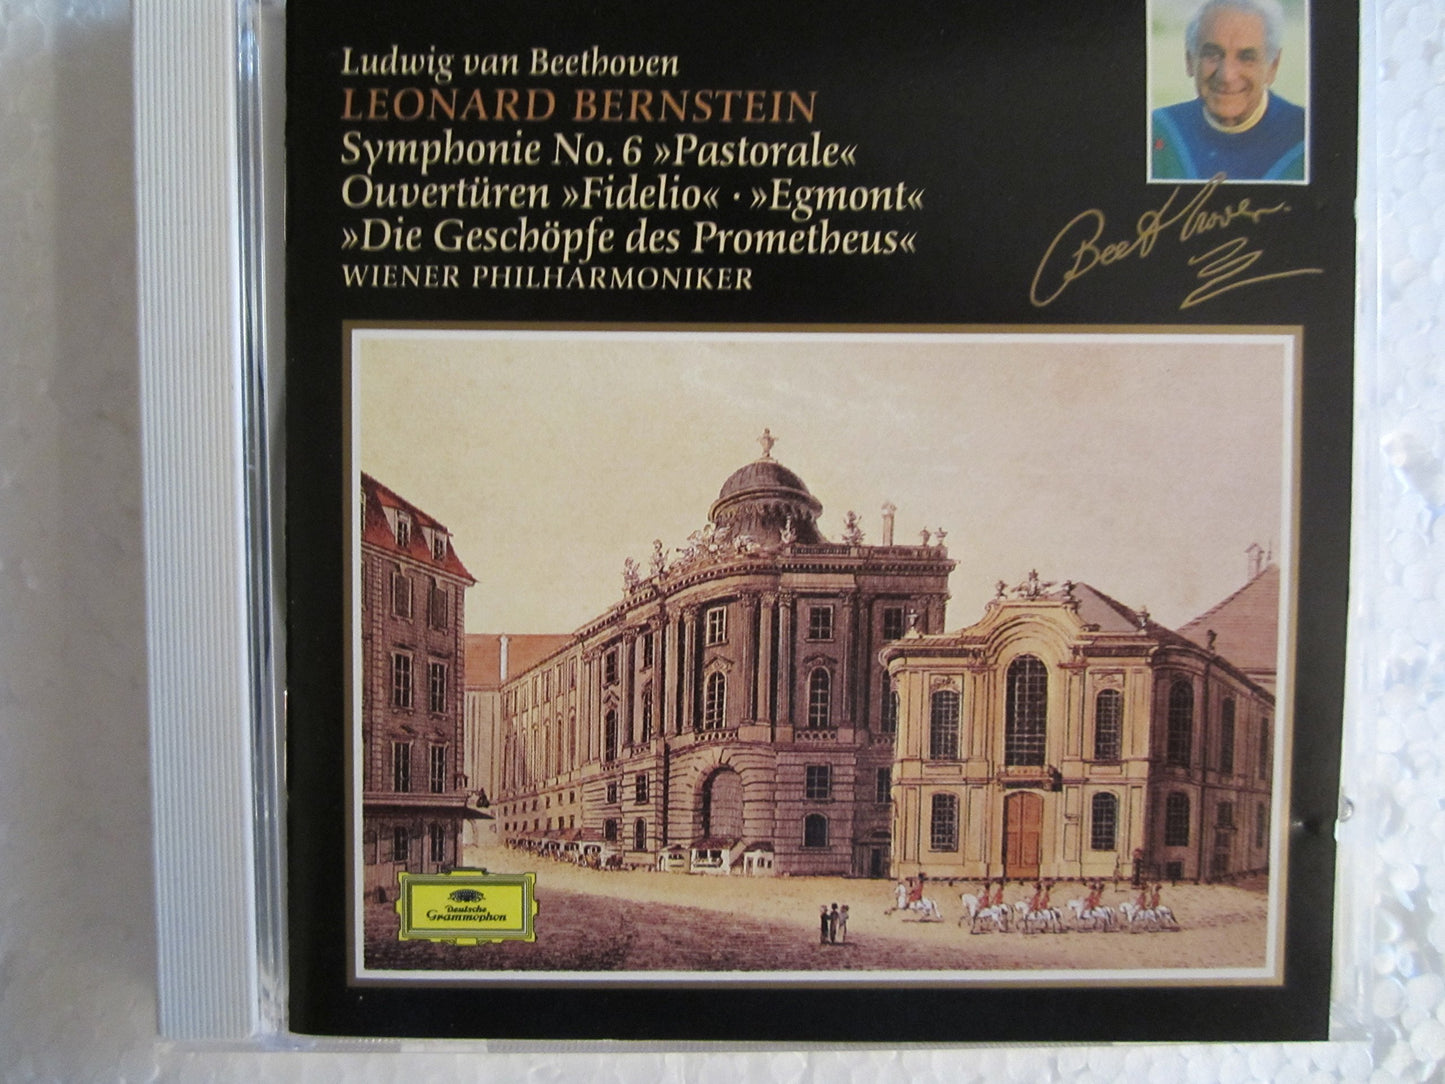 Ludwig van Beethoven
LEONARD BERNSTEIN
Symphonie No. 6 »Pastorale«
Ouvertüren »Fidelio« · »Egmont«
»Die Geschöpfe des Prometheus«
WIENER PHILHARMONIKER
Beethoven
Deutsche
Grammophon